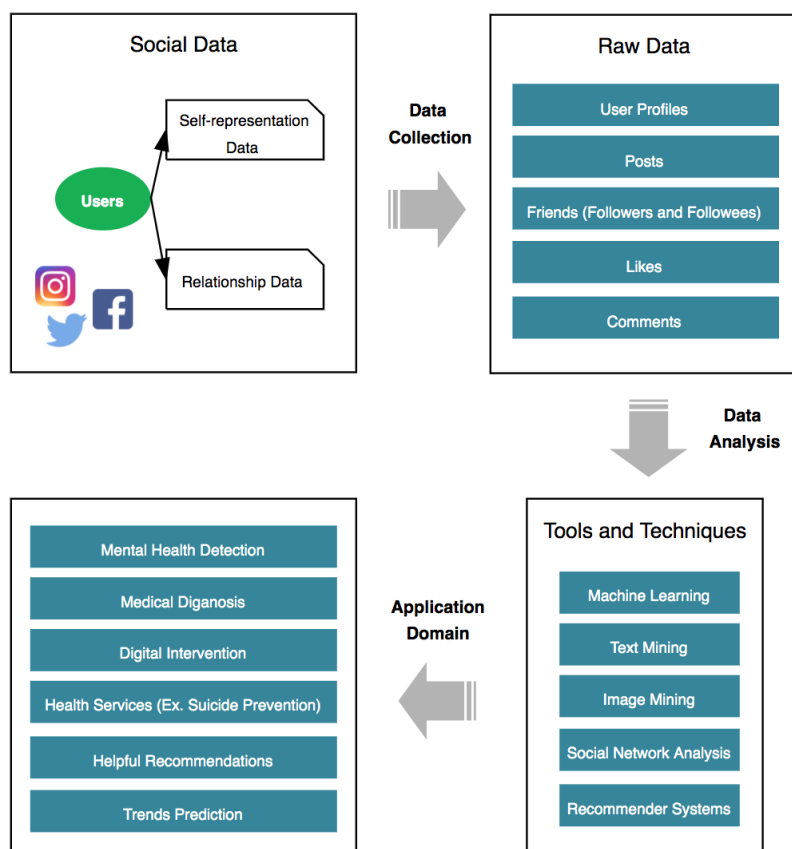 Social Data
Self-representation
Data
Users
Relationship Data
Data
Collection
Raw Data
User Profiles
Posts
Friends (Followers and Followees)
Likes
Comments
Data
Analysis
Tools and Techniques
Machine Learning
Text Mining
Image Mining
Social Network Analysis
Recommender Systems
Application
Domain
Mental Health Detection
Medical Diganosis
Digital Intervention
Health Services (Ex. Suicide Prevention)
Helpful Recommendations
Trends Prediction